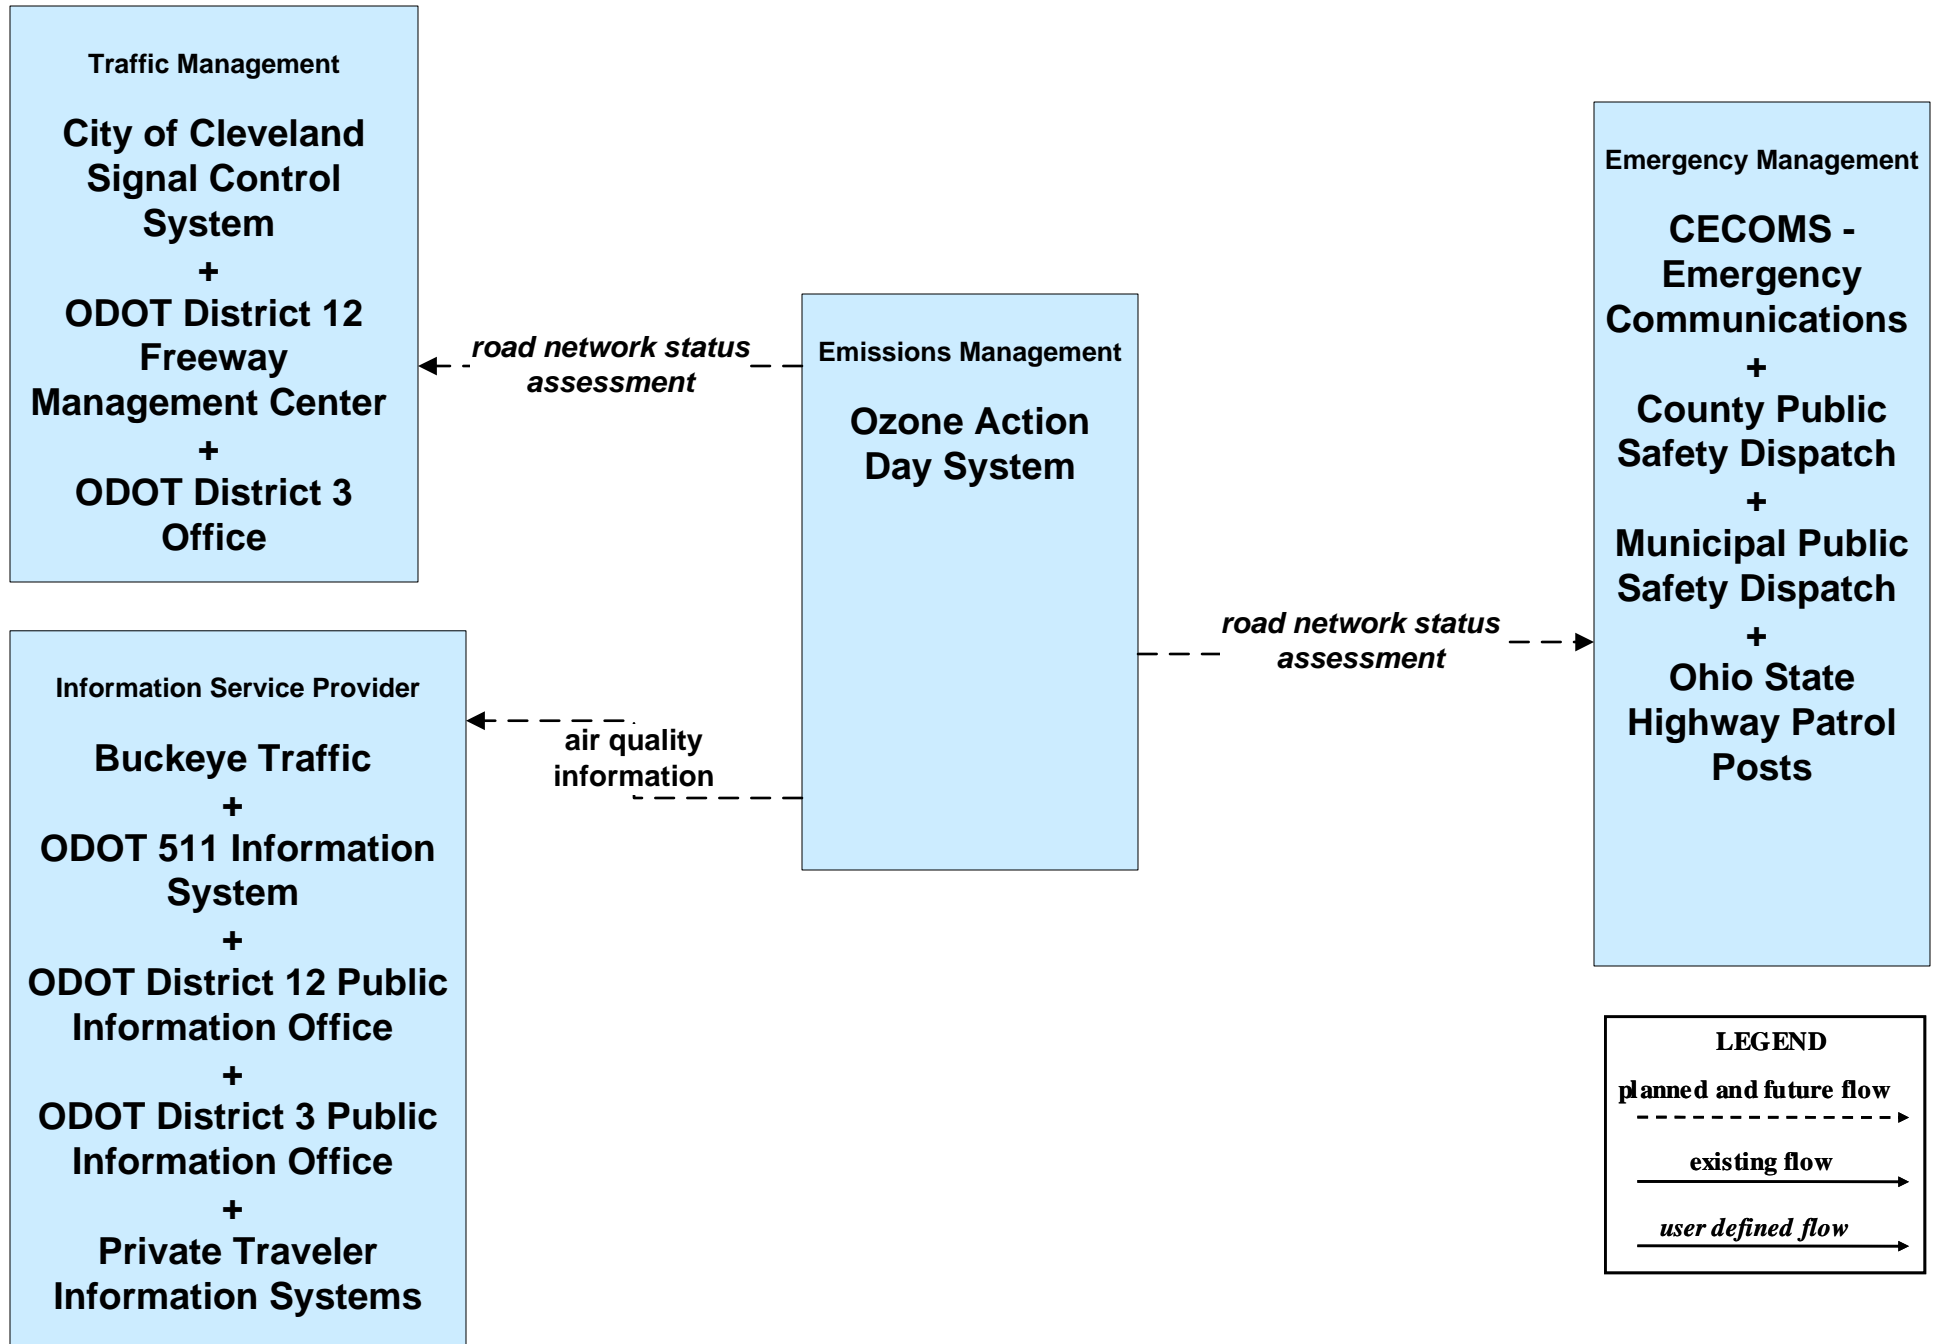 Traffic Management
City of Cleveland
Signal Control
System
+
ODOT District 12
Freeway
Management Center
+
ODOT District 3
Office
Information Service Provider
Buckeye Traffic
+
ODOT 511 Information
System
+
ODOT District 12 Public
Information Office
+
ODOT District 3 Public
Information Office
+
Private Traveler
Information Systems
road network status
assessment
air quality
information
Emissions Management
Ozone Action
Day System
road network status
assessment
Emergency Management
CECOMS -
Emergency
Communications
+
County Public
Safety Dispatch
+
Municipal Public
Safety Dispatch
+
Ohio State
Highway Patrol
Posts
LEGEND
planned and future flow
existing flow
user defined flow